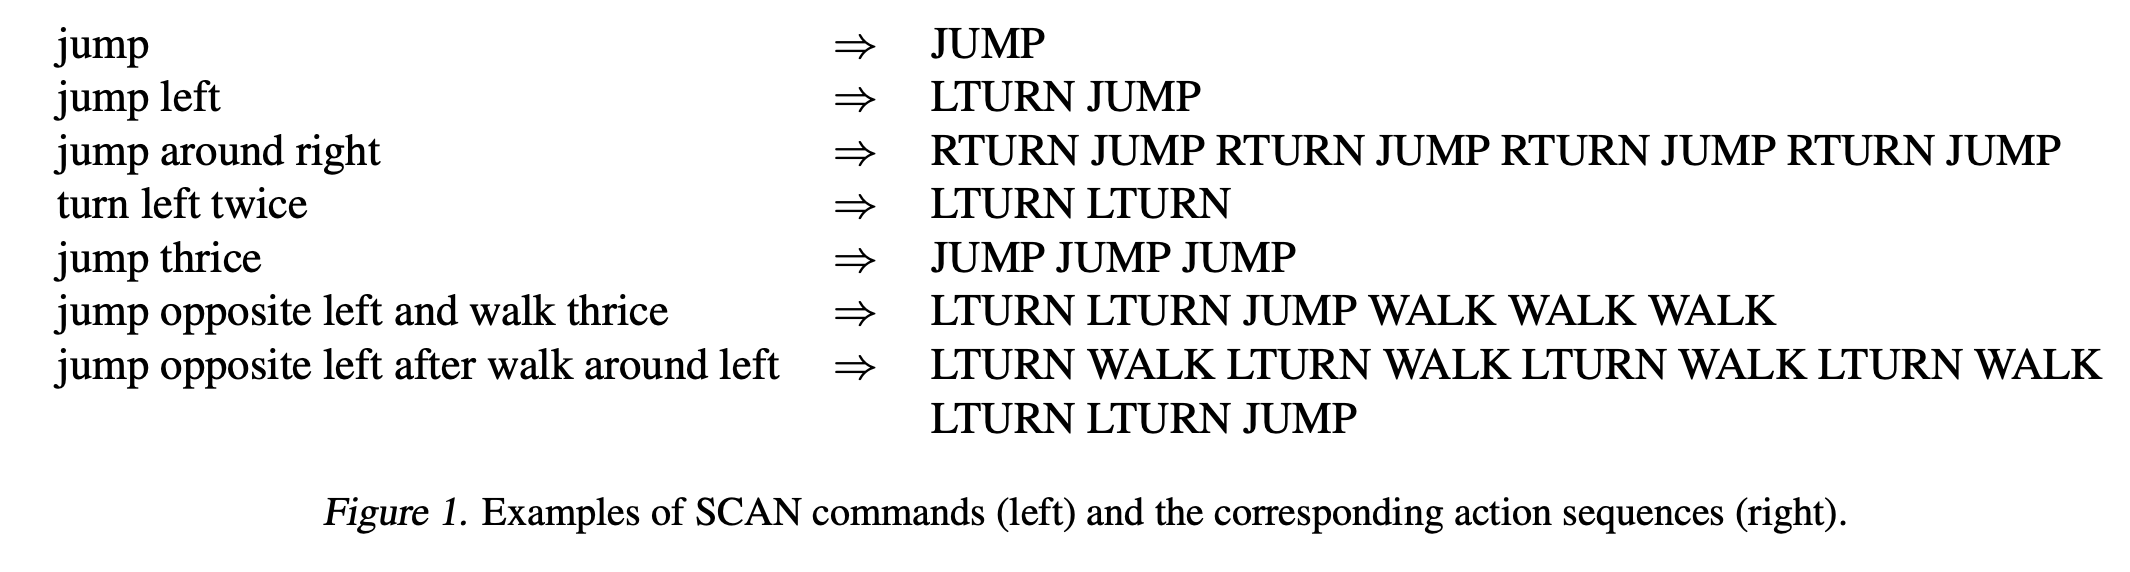 jump ⇒ JUMP
jump left ⇒ LTURN JUMP
jump around right ⇒ RTURN JUMP RTURN JUMP RTURN JUMP RTURN JUMP
turn left twice ⇒ LTURN LTURN
jump thrice ⇒ JUMP JUMP JUMP
jump opposite left and walk thrice ⇒ LTURN LTURN JUMP WALK WALK WALK
jump opposite left after walk around left ⇒ LTURN WALK LTURN WALK LTURN WALK LTURN WALK
LTURN LTURN JUMP
Figure 1. Examples of SCAN commands (left) and the corresponding action sequences (right).